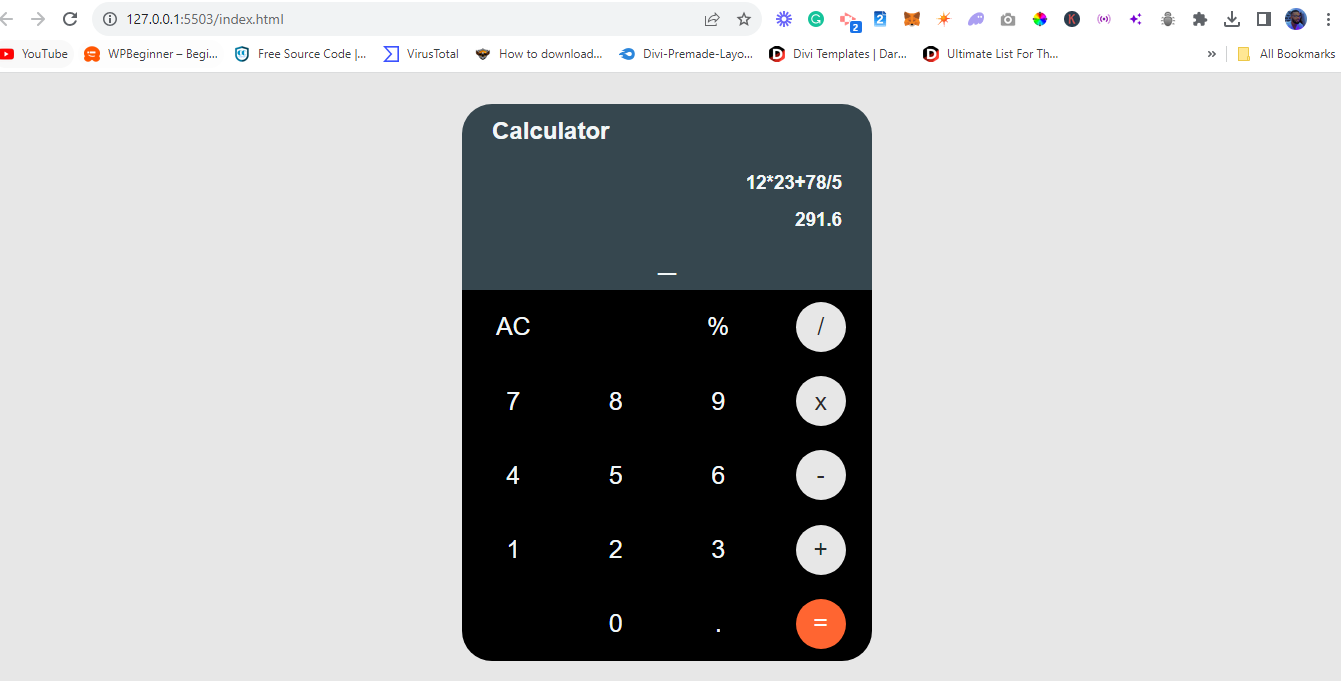 127.0.0.1:5503/index.html
2
2
K
YouTube WPBeginner – Begi... Free Source Code |... VirusTotal How to download... Divi-Premade-Layo... Divi Templates | Dar... Ultimate List For Th... » All Bookmarks
Calculator
12*23+78/5
291.6
AC % /
7 8 9 x
4 5 6 -
1 2 3 +
0 . =